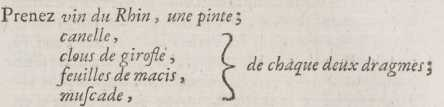 Prenez vin du Rhin, une pinte;
canelle,
clous de girofle,
feuilles de macis,
muſcade,
de chaque deux dragmes;